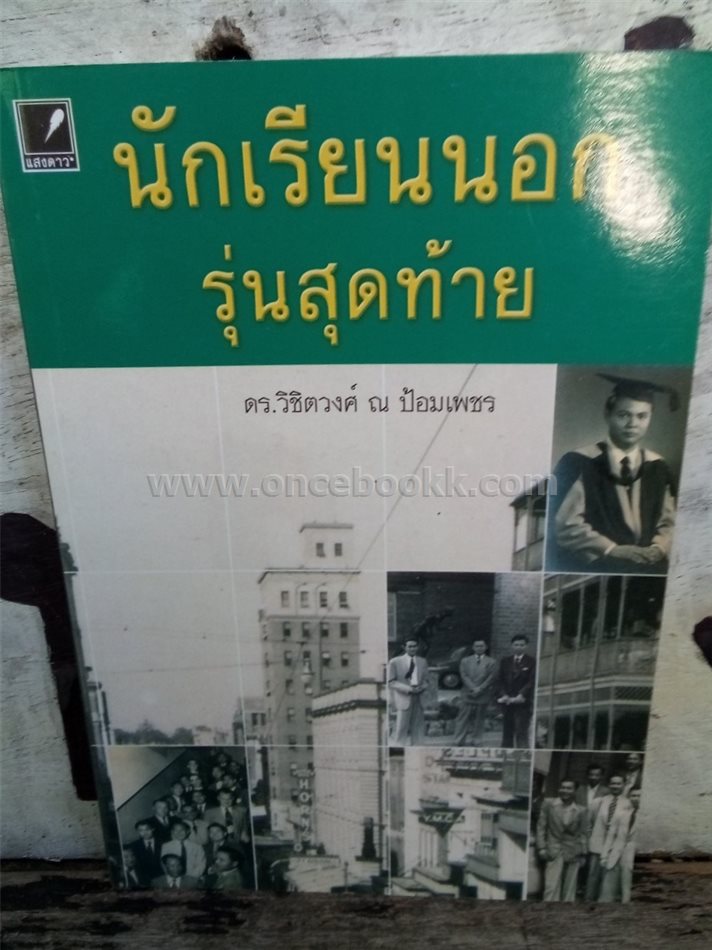 แสงดาว
นักเรียนนอก
รุ่นสุดท้าย
ดร.วิชิตวงศ์ ณ ป้อมเพชร
www.oncebookk.com
Y.M.C.A